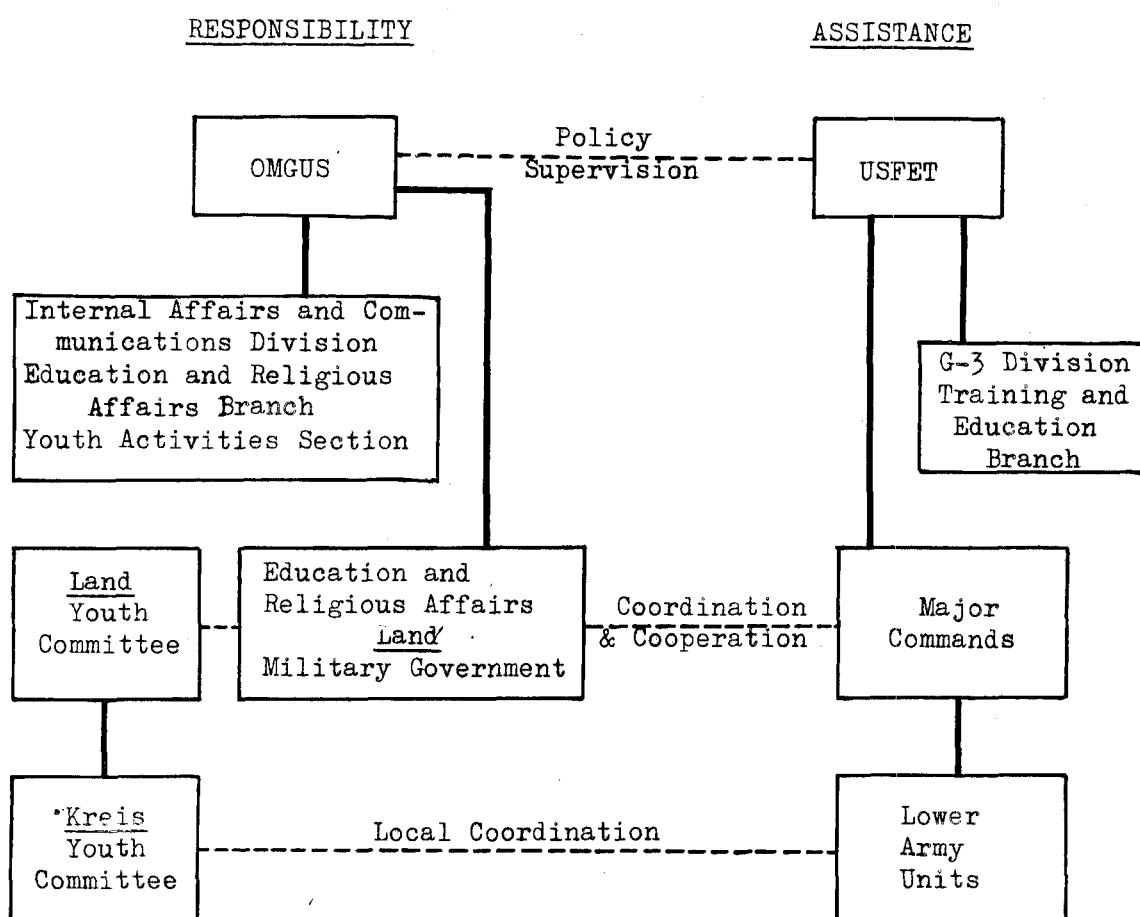 RESPONSIBILITY
ASSISTANCE
OMGUS
Policy
Supervision
USFET
Internal Affairs and Com-
munications Division
Education and Religious
Affairs Branch
Youth Activities Section
G-3 Division
Training and
Education
Branch
Land
Youth
Committee
Education and
Religious Affairs
Land
Military Government
Coordination
& Cooperation
Major
Commands
Kreis
Youth
Committee
Local Coordination
Lower
Army
Units